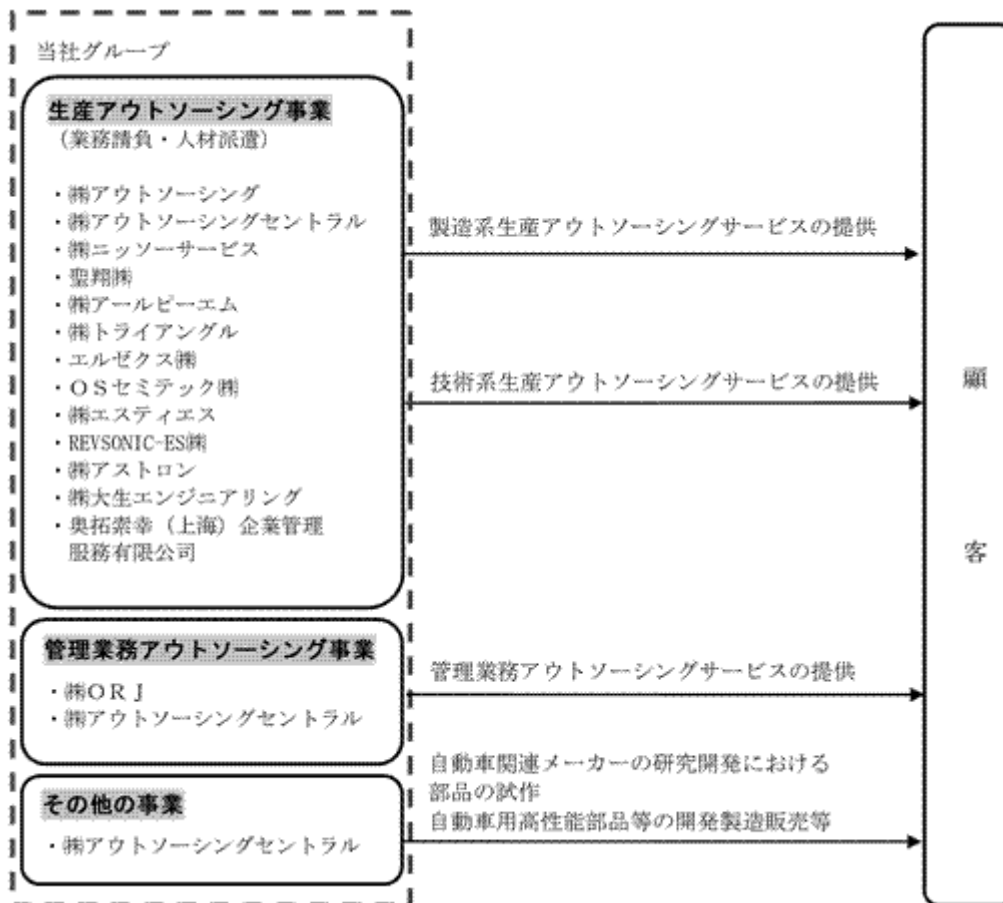 当社グループ
生産アウトソーシング事業
（業務請負・人材派遣）
・㈱アウトソーシング
・㈱アウトソーシングセントラル
・㈱ニッソーサービス
・聖翔㈱
・㈱アールピーエム
・㈱トライアングル
・エルゼクス㈱
・ＯＳセミテック㈱
・㈱エスティエス
・REVSONIC-ES㈱
・㈱アストロン
・㈱大生エンジニアリング
・奥拓索幸（上海）企業管理
服務有限公司
製造系生産アウトソーシングサービスの提供
技術系生産アウトソーシングサービスの提供
管理業務アウトソーシング事業
・㈱ＯＲＪ
・㈱アウトソーシングセントラル
管理業務アウトソーシングサービスの提供
その他の事業
・㈱アウトソーシングセントラル
自動車関連メーカーの研究開発における
部品の試作
自動車用高性能部品等の開発製造販売等
顧
客